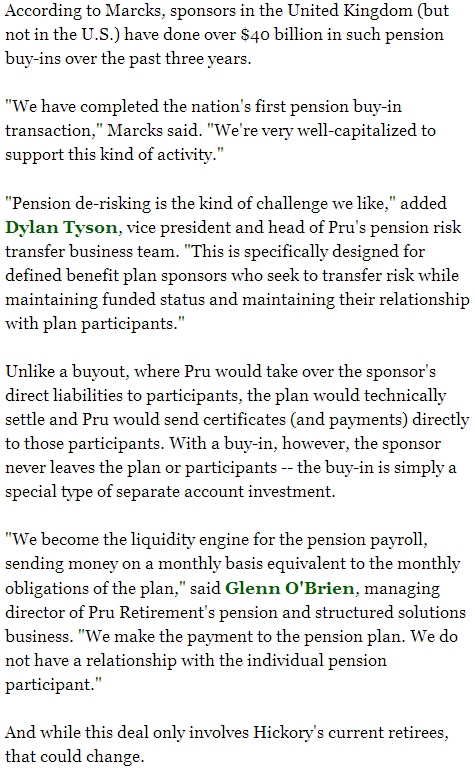 According to Marcks, sponsors in the United Kingdom (but
not in the U.S.) have done over $40 billion in such pension
buy-ins over the past three years.
"We have completed the nation's first pension buy-in
transaction," Marcks said. "We're very well-capitalized to
support this kind of activity."
"Pension de-risking is the kind of challenge we like," added
Dylan Tyson, vice president and head of Pru's pension risk
transfer business team. "This is specifically designed for
defined benefit plan sponsors who seek to transfer risk while
maintaining funded status and maintaining their relationship
with plan participants."
Unlike a buyout, where Pru would take over the sponsor's
direct liabilities to participants, the plan would technically
settle and Pru would send certificates (and payments) directly
to those participants. With a buy-in, however, the sponsor
never leaves the plan or participants -- the buy-in is simply a
special type of separate account investment.
"We become the liquidity engine for the pension payroll,
sending money on a monthly basis equivalent to the monthly
obligations of the plan," said Glenn O'Brien, managing
director of Pru Retirement's pension and structured solutions
business. "We make the payment to the pension plan. We do
not have a relationship with the individual pension
participant."
And while this deal only involves Hickory's current retirees,
that could change.